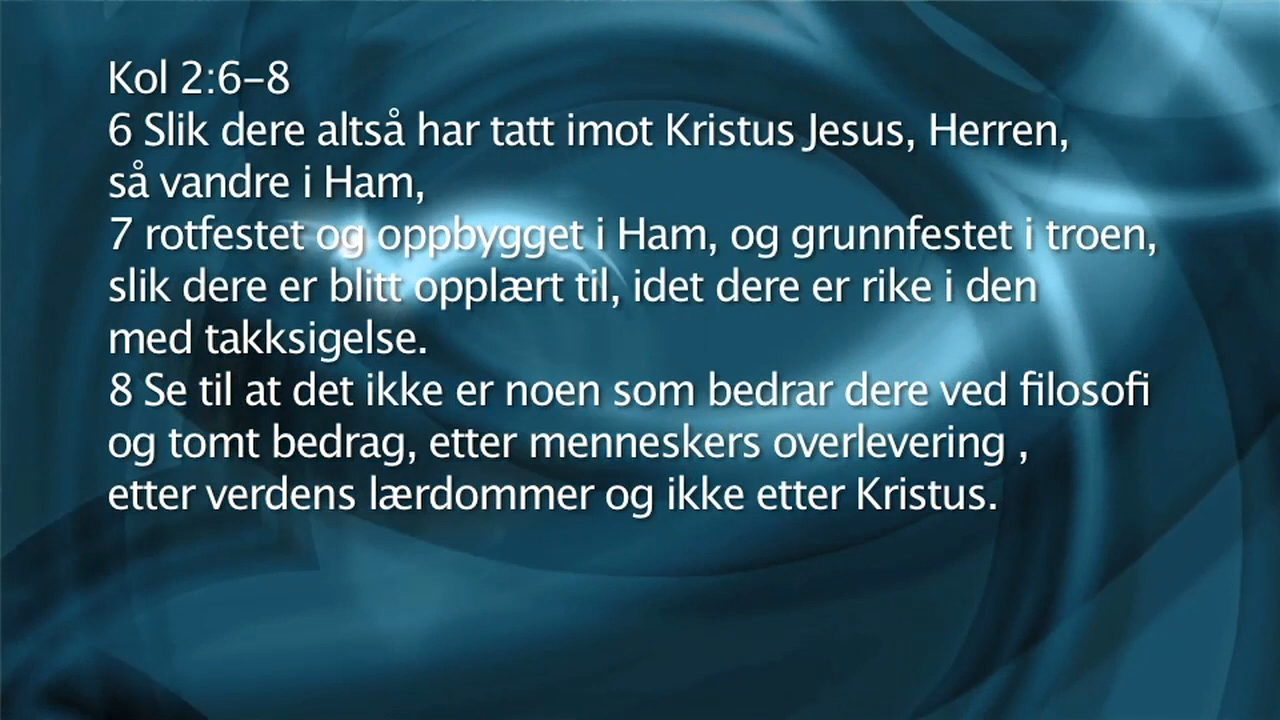 Kol 2:6–8
6 Slik dere altså har tatt imot Kristus Jesus, Herren,
så vandre i Ham,
7 rotfestet og oppbygget i Ham, og grunnfestet i troen,
slik dere er blitt opplært til, idet dere er rike i den
med takksigelse.
8 Se til at det ikke er noen som bedrar dere ved filosofi
og tomt bedrag, etter menneskers overlevering ,
etter verdens lærdommer og ikke etter Kristus.